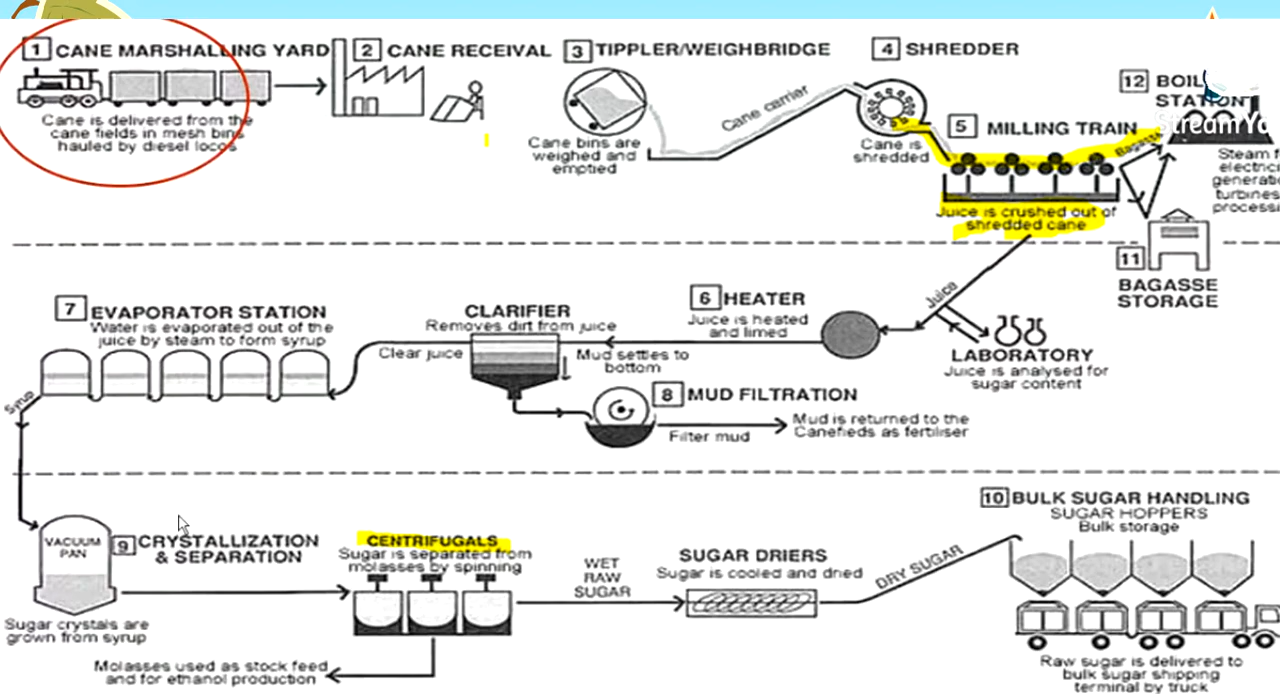 1 CANE MARSHALLING YARD
Cane is delivered from the
cane fields in mesh bins
hauled by diesel locos
2 CANE RECEIVAL
3 TIPPLER/WEIGHBRIDGE
Cane bins are
weighed and
emptied
Cane carrier
4 SHREDDER
Cane is
shredded
5 MILLING TRAIN
Juice is crushed out of
shredded cane
Bagasse
12
STATION
StreamYa
Steam
processi
11
BAGASSE
STORAGE
7 EVAPORATOR STATION
Water is evaporated out of the
juice by steam to form syrup
Syrup
CLARIFIER
Removes dirt from juice
Clear juice
Mud settles to
bottom
6 HEATER
Juice is heated
and limed
Juice
LABORATORY
Juice is analysed for
sugar content
8 MUD FILTRATION
Filter mud
Mud is returned to the
Canefieds as fertiliser
VACUUM
PAN
Sugar crystals are
grown from syrup
9 CRYSTALLIZATION
& SEPARATION
CENTRIFUGALS
Sugar is separated from
molasses by spinning
Molasses used as stock feed
and for ethanol production
WET
RAW
SUGAR
SUGAR DRIERS
Sugar is cooled and dried
DRY SUGAR
10 BULK SUGAR HANDLING
SUGAR HOPPERS
Bulk storage
Raw sugar is delivered to
bulk sugar shipping
terminal by truck